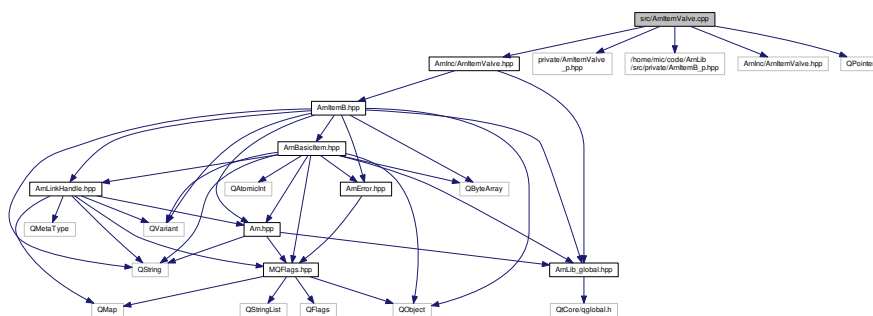 src/ArnItemValve.cpp
ArnInc/ArnItemValve.hpp
private/ArnItemValve
_p.hpp
/home/mic/code/ArnLib
/src/private/ArnItemB_p.hpp
ArnInc/ArnItemValve.hpp
QPointer
ArnItemB.hpp
ArnBasicItem.hpp
ArnLinkHandle.hpp
QAtomicInt
ArnError.hpp
QByteArray
QMetaType
QVariant
Arn.hpp
QString
MQFlags.hpp
ArnLib_global.hpp
QMap
QStringList
QFlags
QObject
QtCore/qglobal.h